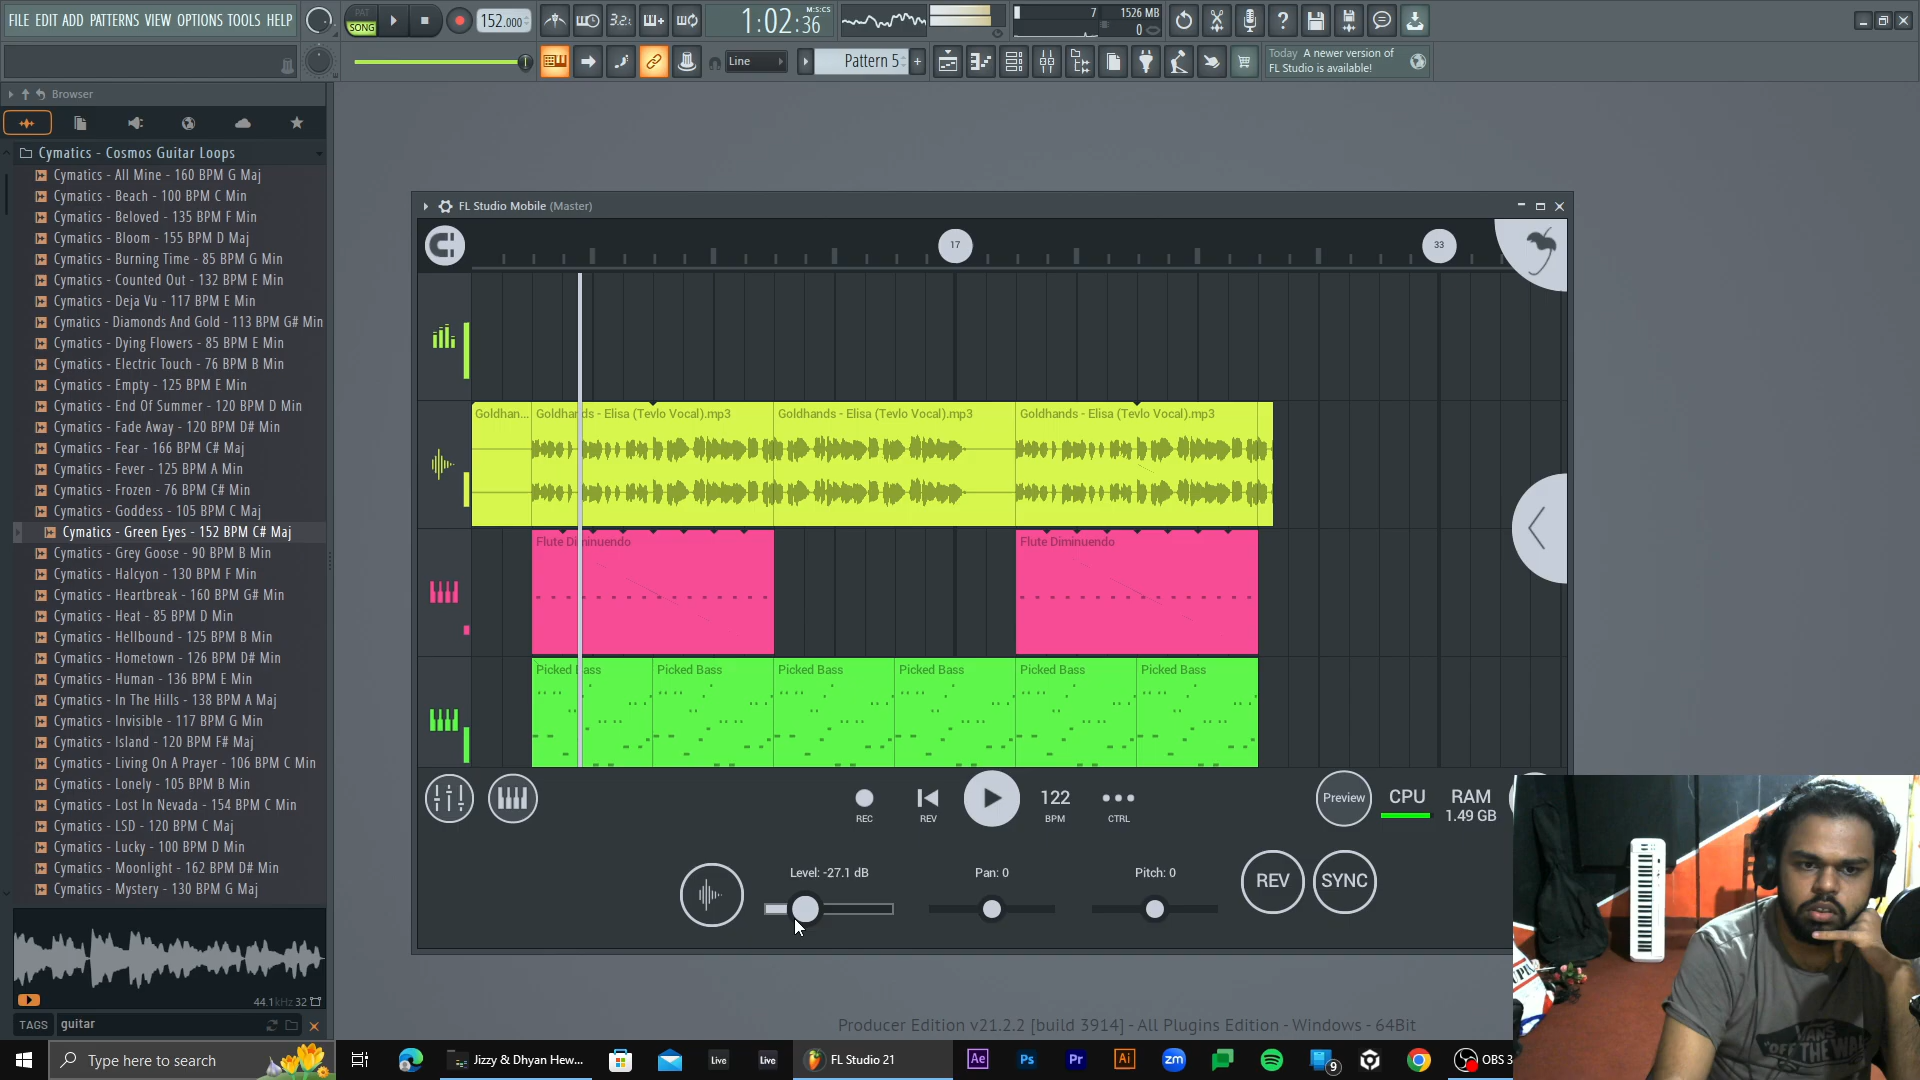 FILE EDIT ADD PATTERNS VIEW OPTIONS TOOLS HELP
PAT
SONG
152.000
3.2.
1:02:36
M:S:CS
7
1526 MB
0
Line
Pattern 5
Today A newer version of
FL Studio is available!
Browser
Cymatics - Cosmos Guitar Loops
Cymatics - All Mine - 160 BPM G Maj
Cymatics - Beach - 100 BPM C Min
Cymatics - Beloved - 135 BPM F Min
Cymatics - Bloom - 155 BPM D Maj
Cymatics - Burning Time - 85 BPM G Min
Cymatics - Counted Out - 132 BPM E Min
Cymatics - Deja Vu - 117 BPM E Min
Cymatics - Diamonds And Gold - 113 BPM G# Min
Cymatics - Dying Flowers - 85 BPM E Min
Cymatics - Electric Touch - 76 BPM B Min
Cymatics - Empty - 125 BPM E Min
Cymatics - End Of Summer - 120 BPM D Min
Cymatics - Fade Away - 120 BPM D# Min
Cymatics - Fear - 166 BPM C# Maj
Cymatics - Fever - 125 BPM A Min
Cymatics - Frozen - 76 BPM C# Min
Cymatics - Goddess - 105 BPM C Maj
Cymatics - Green Eyes - 152 BPM C# Maj
Cymatics - Grey Goose - 90 BPM B Min
Cymatics - Halcyon - 130 BPM F Min
Cymatics - Heartbreak - 160 BPM G# Min
Cymatics - Heat - 85 BPM D Min
Cymatics - Hellbound - 125 BPM B Min
Cymatics - Hometown - 126 BPM D# Min
Cymatics - Human - 136 BPM E Min
Cymatics - In The Hills - 138 BPM A Maj
Cymatics - Invisible - 117 BPM G Min
Cymatics - Island - 120 BPM F# Maj
Cymatics - Living On A Prayer - 106 BPM C Min
Cymatics - Lonely - 105 BPM B Min
Cymatics - Lost In Nevada - 154 BPM C Min
Cymatics - LSD - 120 BPM C Maj
Cymatics - Lucky - 100 BPM D Min
Cymatics - Moonlight - 162 BPM D# Min
Cymatics - Mystery - 130 BPM G Maj
44.1kHz 32
TAGS guitar
FL Studio Mobile (Master)
17
33
Goldhan...
Goldhands - Elisa (Tevlo Vocal).mp3
Goldhands - Elisa (Tevlo Vocal).mp3
Goldhands - Elisa (Tevlo Vocal).mp3
Flute Diminuendo
Flute Diminuendo
Picked Bass
Picked Bass
Picked Bass
Picked Bass
Picked Bass
Picked Bass
REC
REV
122
BPM
CTRL
Preview
CPU
RAM
1.49 GB
Level: -27.1 dB
Pan: 0
Pitch: 0
REV
SYNC
VANS
"OFF THE WALL"
Producer Edition v21.2.2 [build 3914] - All Plugins Edition - Windows - 64Bit
Type here to search
Jizzy & Dhyan Hew...
Live
Live
FL Studio 21
Ae
Ps
Pr
Ai
zm
9
OBS 3